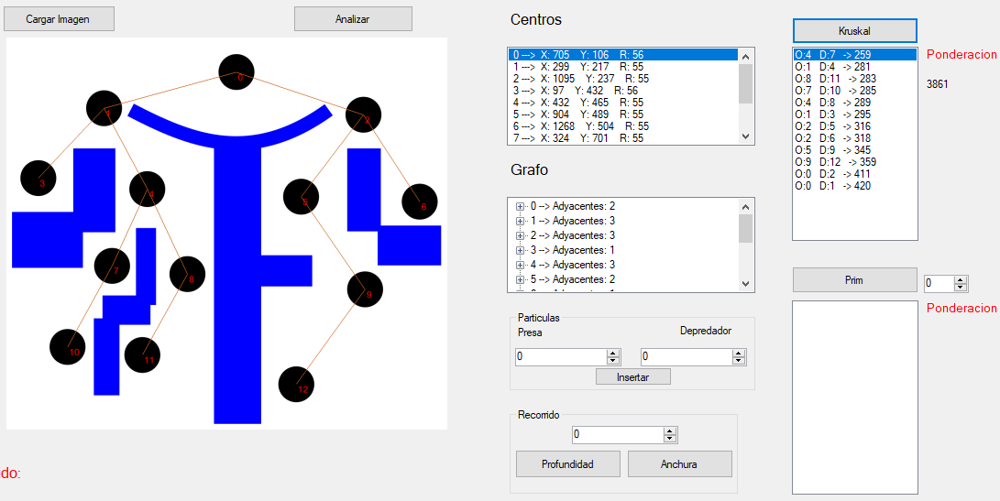 Cargar Imagen
Analizar
0
1
2
3
4
5
6
7
8
9
10
11
12
do:
Centros
0 ---> X: 705 Y: 106 R: 56
1 ---> X: 299 Y: 217 R: 55
2 ---> X: 1095 Y: 237 R: 55
3 ---> X: 97 Y: 432 R: 56
4 ---> X: 432 Y: 465 R: 55
5 ---> X: 904 Y: 489 R: 55
6 ---> X: 1268 Y: 504 R: 55
7 ---> X: 324 Y: 701 R: 55
Grafo
0 --> Adyacentes: 2
1 --> Adyacentes: 3
2 --> Adyacentes: 3
3 --> Adyacentes: 1
4 --> Adyacentes: 3
5 --> Adyacentes: 2
Particulas
Presa
Depredador
0
0
Insertar
Recorrido
0
Profundidad
Anchura
Kruskal
O:4 D:7 -> 259
O:1 D:4 -> 281
O:8 D:11 -> 283
O:7 D:10 -> 285
O:4 D:8 -> 289
O:1 D:3 -> 295
O:2 D:5 -> 316
O:2 D:6 -> 318
O:5 D:9 -> 345
O:9 D:12 -> 359
O:0 D:2 -> 411
O:0 D:1 -> 420
Ponderacion
3861
Prim
0
Ponderacion